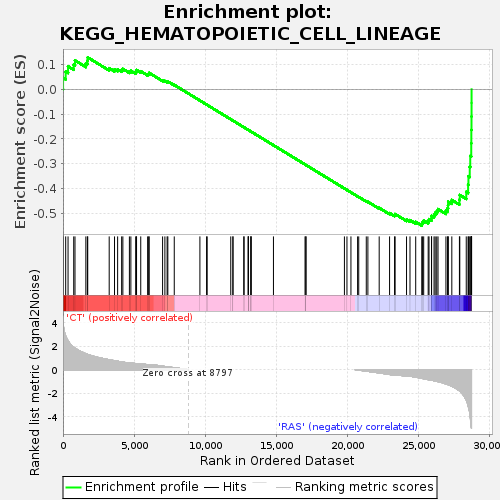 Enrichment plot:
KEGG_HEMATOPOIETIC_CELL_LINEAGE
Enrichment score (ES)
0.1
0.0
-0.1
-0.2
-0.3
-0.4
-0.5
'CT' (positively correlated)
Ranked list metric (Signal2Noise)
4
2
0
-2
-4
Zero cross at 8797
'RAS' (negatively correlated)
0
5,000
10,000
15,000
20,000
25,000
30,000
Rank in Ordered Dataset
Enrichment profile
Hits
Ranking metric scores